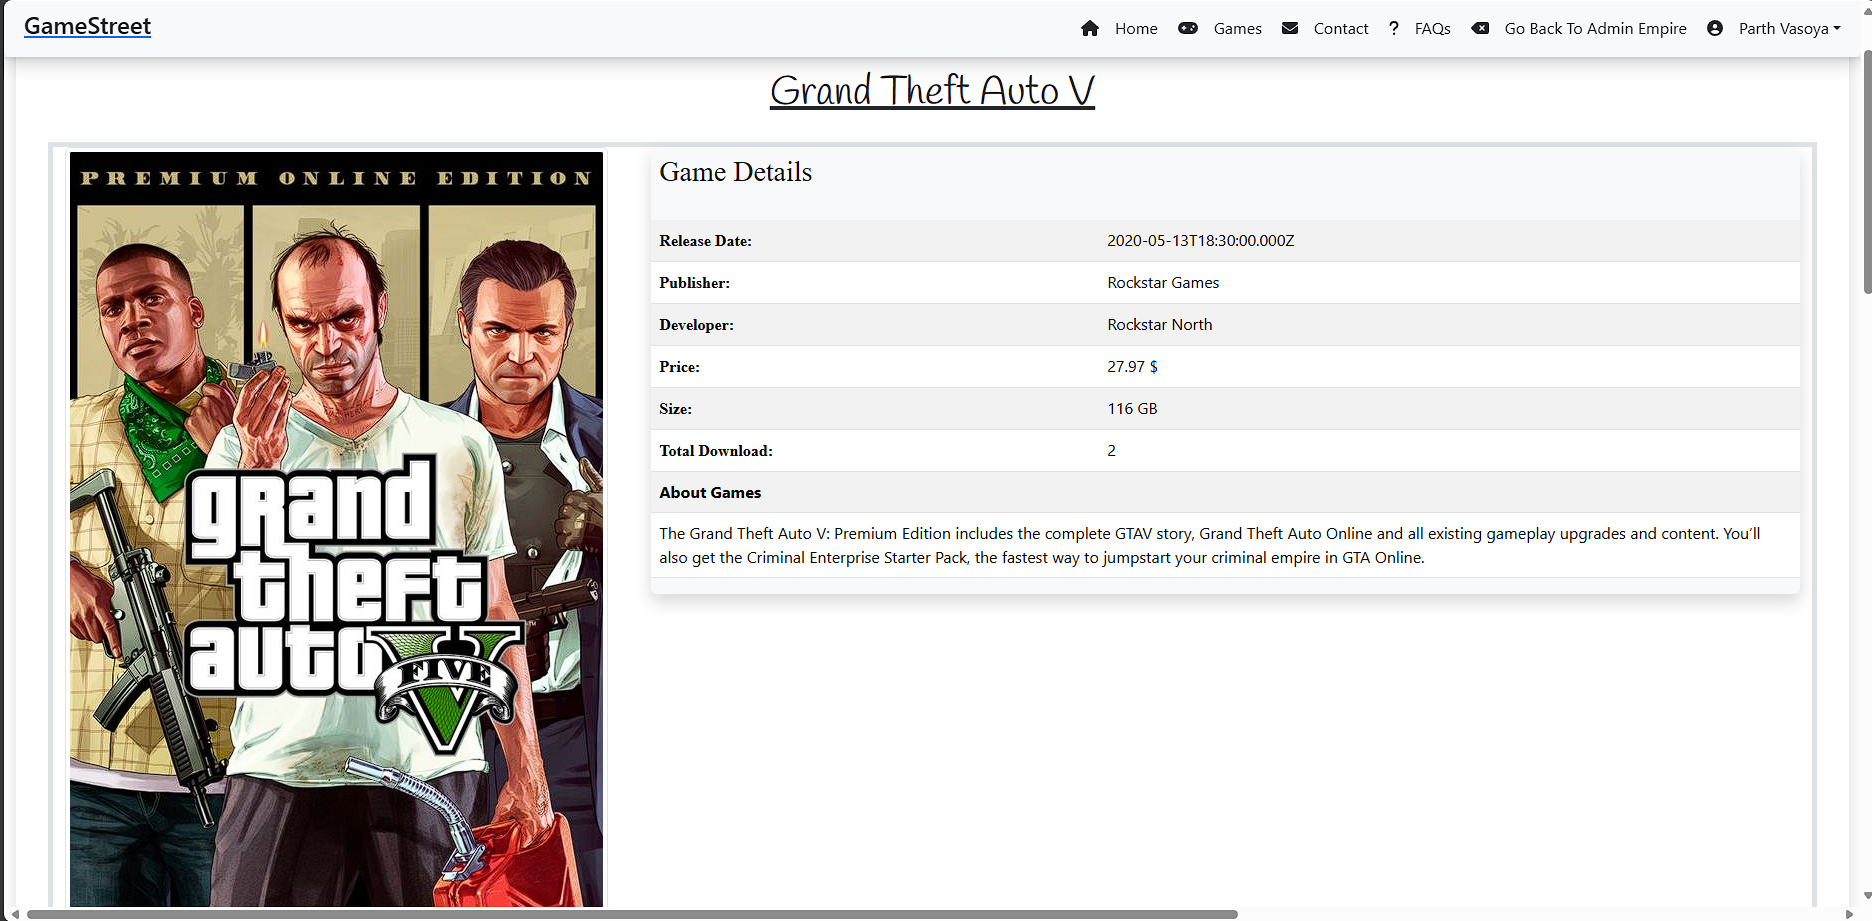 GameStreet
Home Games Contact ? FAQs Go Back To Admin Empire Parth Vasoya
Grand Theft Auto V
PREMIUM ONLINE EDITION
grand
theft
auto V
FIVE
TM
Game Details
Release Date: 2020-05-13T18:30:00.000Z
Publisher: Rockstar Games
Developer: Rockstar North
Price: 27.97 $
Size: 116 GB
Total Download: 2
About Games
The Grand Theft Auto V: Premium Edition includes the complete GTAV story, Grand Theft Auto Online and all existing gameplay upgrades and content. You’ll
also get the Criminal Enterprise Starter Pack, the fastest way to jumpstart your criminal empire in GTA Online.